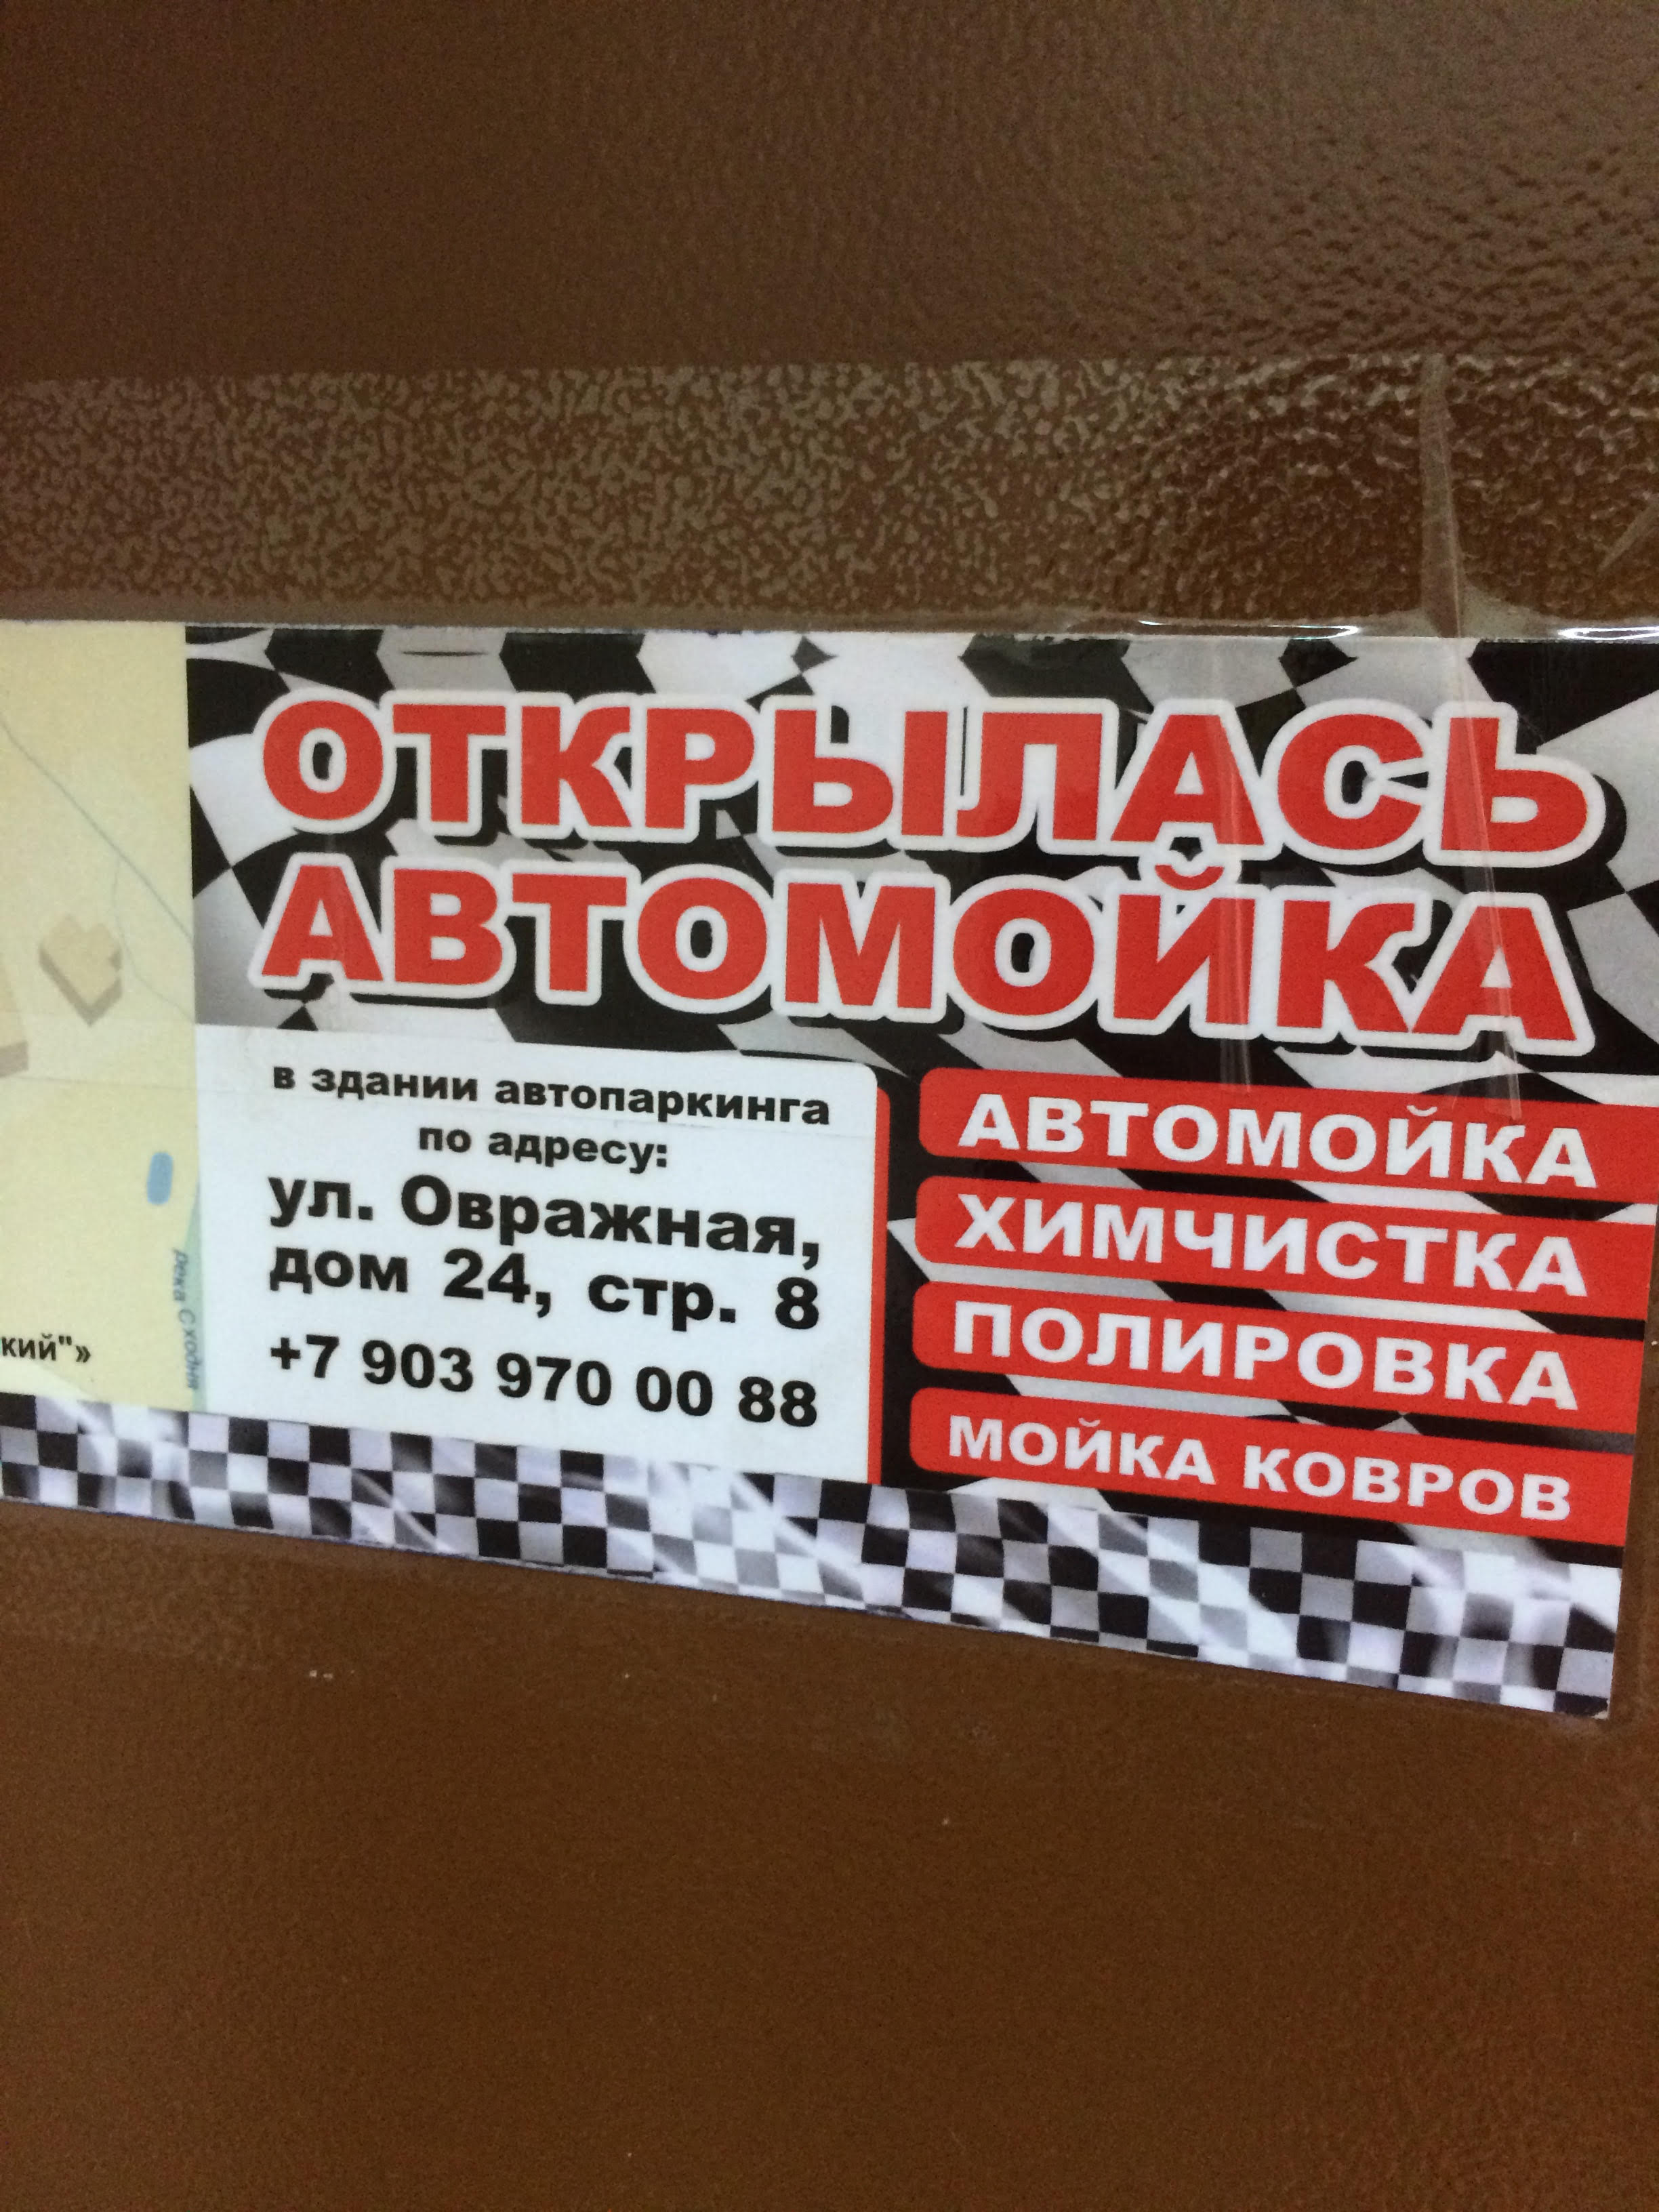 ОТКРЫЛАСЬ
АВТОМОЙКА
в здании автопаркинга
по адресу:
ул. Овражная,
дом 24, стр. 8
+7 903 970 00 88
АВТОМОЙКА
ХИМЧИСТКА
ПОЛИРОВКА
МОЙКА КОВРОВ
кий"»
река Сходня